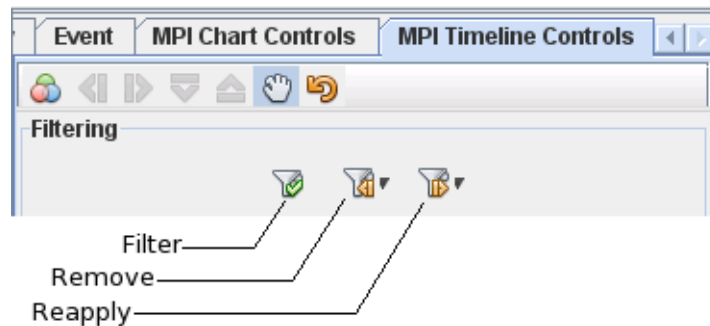 Event MPI Chart Controls MPI Timeline Controls
Filtering
Filter
Remove
Reapply